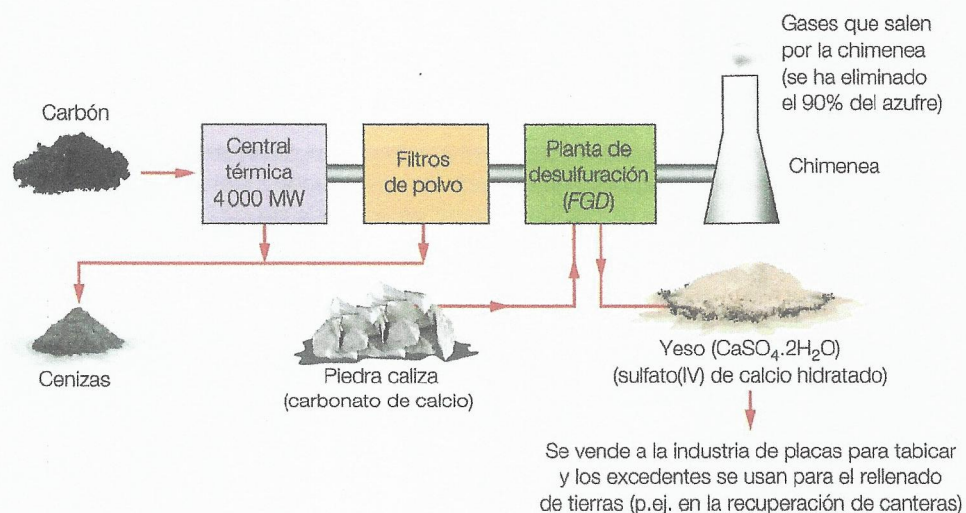 Gases que salen
por la chimenea
(se ha eliminado
el 90% del azufre)
Carbón
Central
térmica
4000 MW
Filtros
de polvo
Planta de
desulfuración
(FGD)
Chimenea
Cenizas
Piedra caliza
(carbonato de calcio)
Yeso (CaSO₄.2H₂O)
(sulfato(IV) de calcio hidratado)
Se vende a la industria de placas para tabicar
y los excedentes se usan para el rellenado
de tierras (p.ej. en la recuperación de canteras)